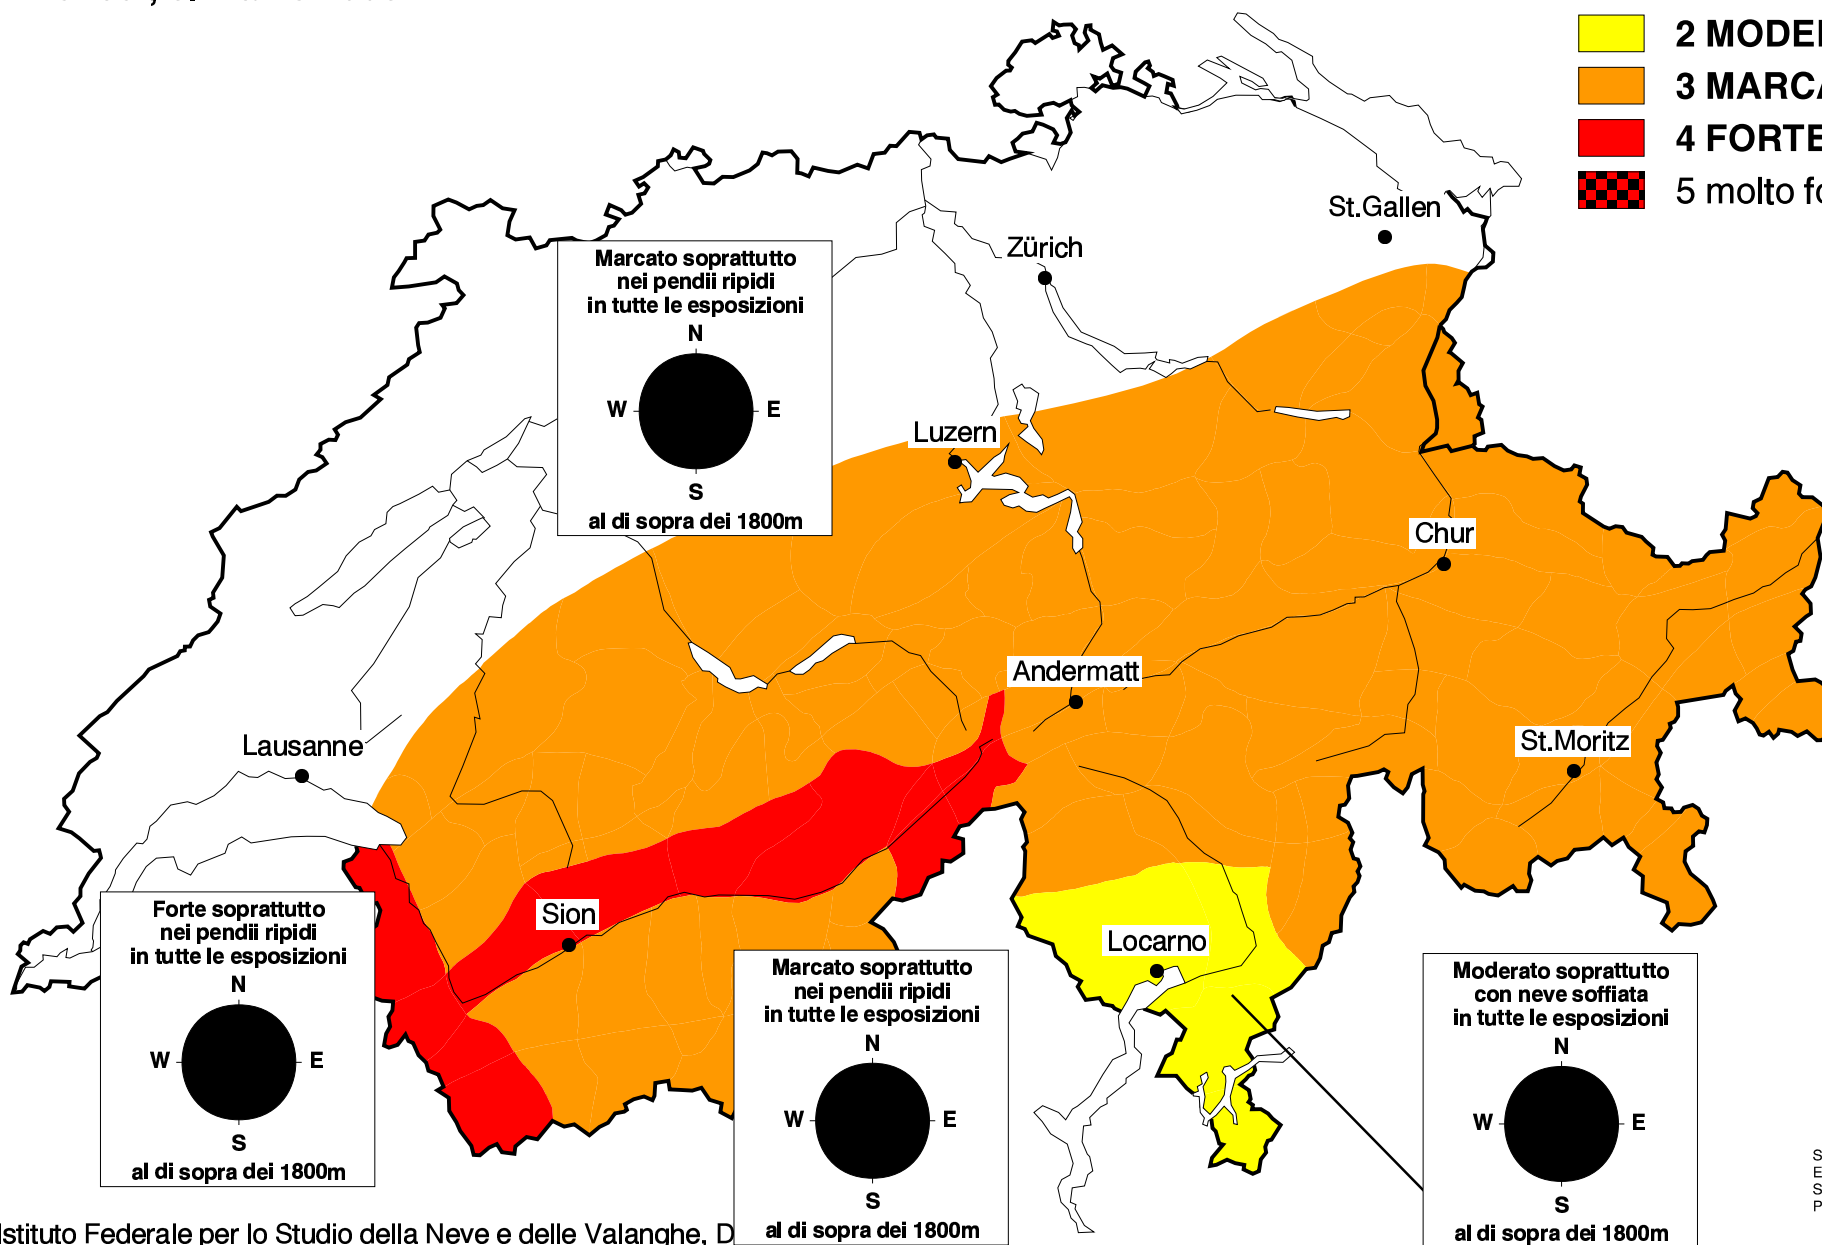 2 MODE
3 MARCA
4 FORTE
5 molto fo
St.Gallen
Zürich
Marcato soprattutto
nei pendii ripidi
in tutte le esposizioni
N
W E
S
al di sopra dei 1800m
Luzern
Chur
Andermatt
St.Moritz
Lausanne
Sion
Locarno
Forte soprattutto
nei pendii ripidi
in tutte le esposizioni
N
W E
S
al di sopra dei 1800m
Marcato soprattutto
nei pendii ripidi
in tutte le esposizioni
N
W E
S
al di sopra dei 1800m
Moderato soprattutto
con neve soffiata
in tutte le esposizioni
N
W E
S
al di sopra dei 1800m
S
E
S
P
Istituto Federale per lo Studio della Neve e delle Valanghe, D